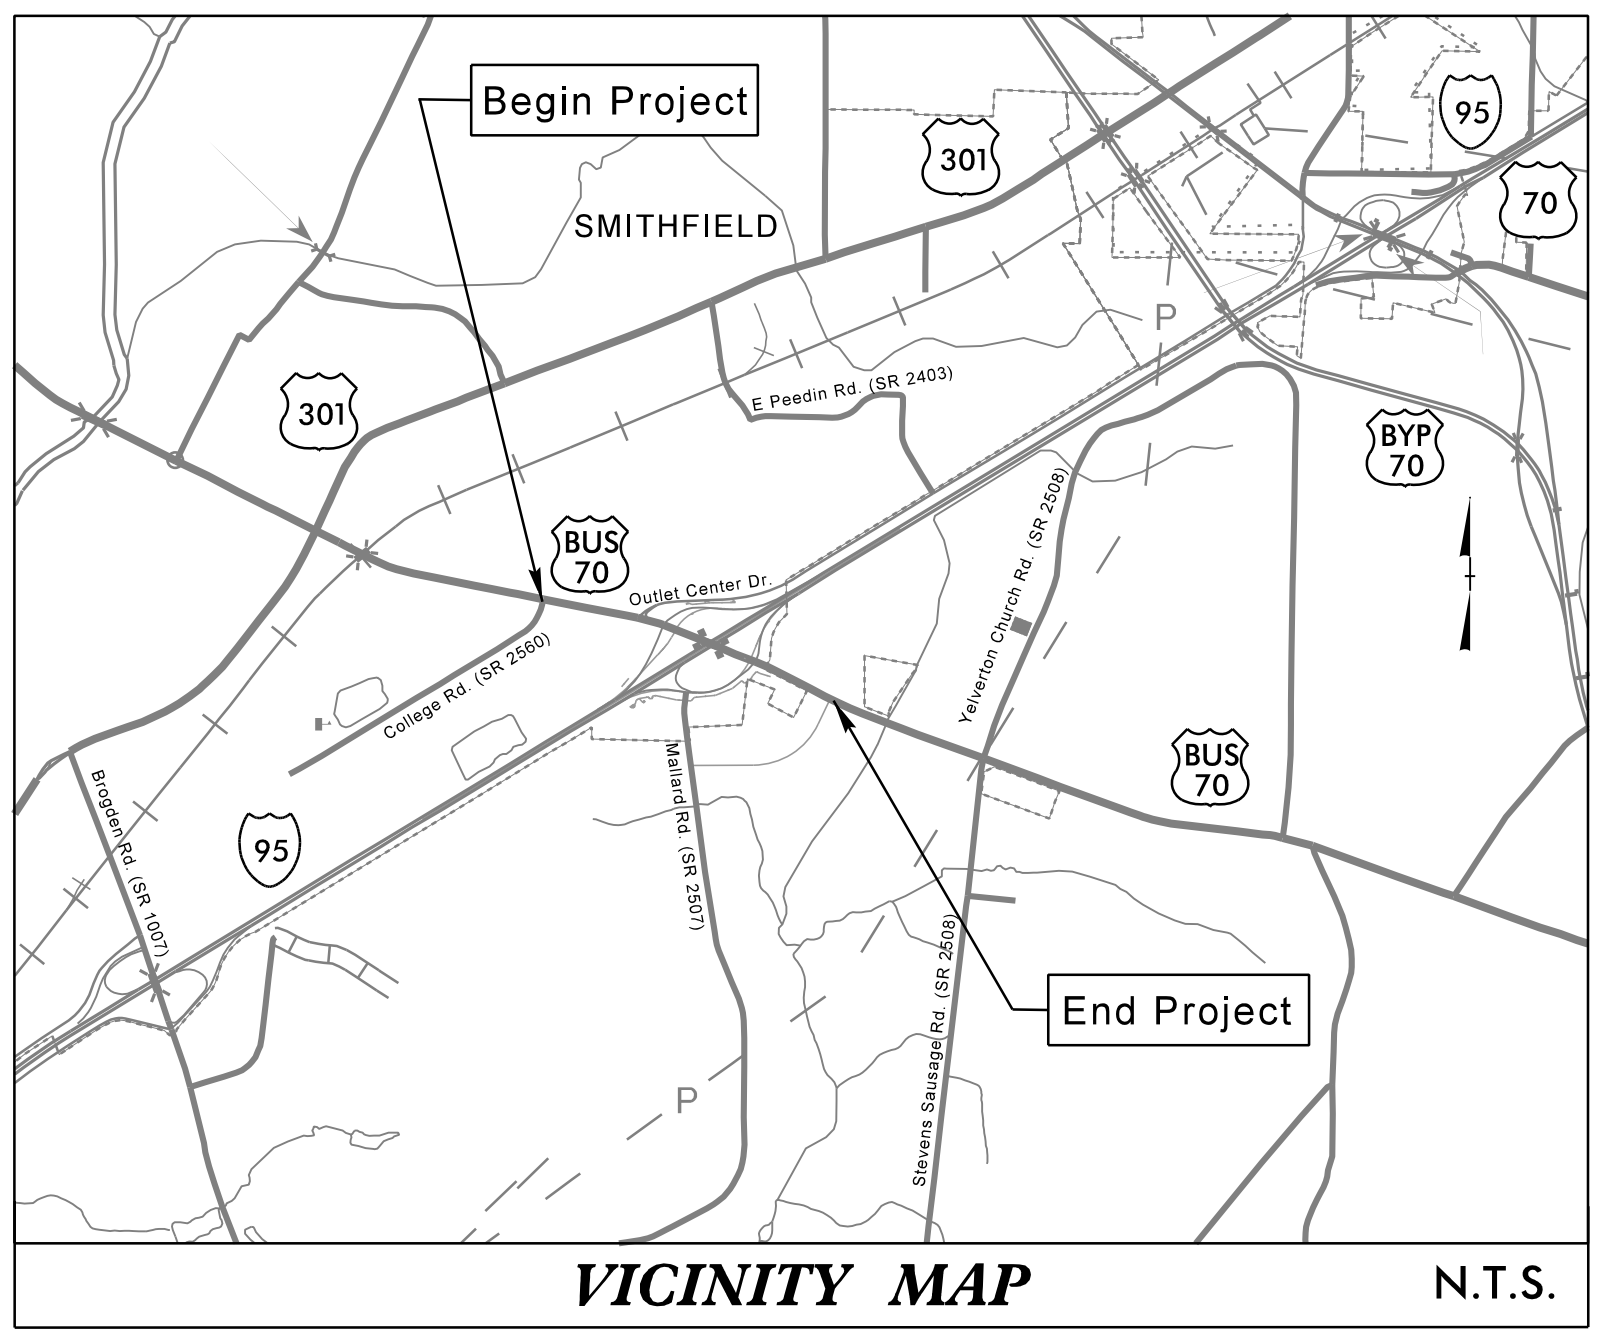 Begin Project
95
301
70
SMITHFIELD
P
E Peedin Rd. (SR 2403)
301
BYP
70
BUS
70
Outlet Center Dr.
Yelverton Church Rd. (SR 2508)
College Rd. (SR 2560)
Mallard Rd. (SR 2507)
BUS
70
Brogden Rd. (SR 1007)
95
Stevens Sausage Rd. (SR 2508)
End Project
P
VICINITY MAP
N.T.S.